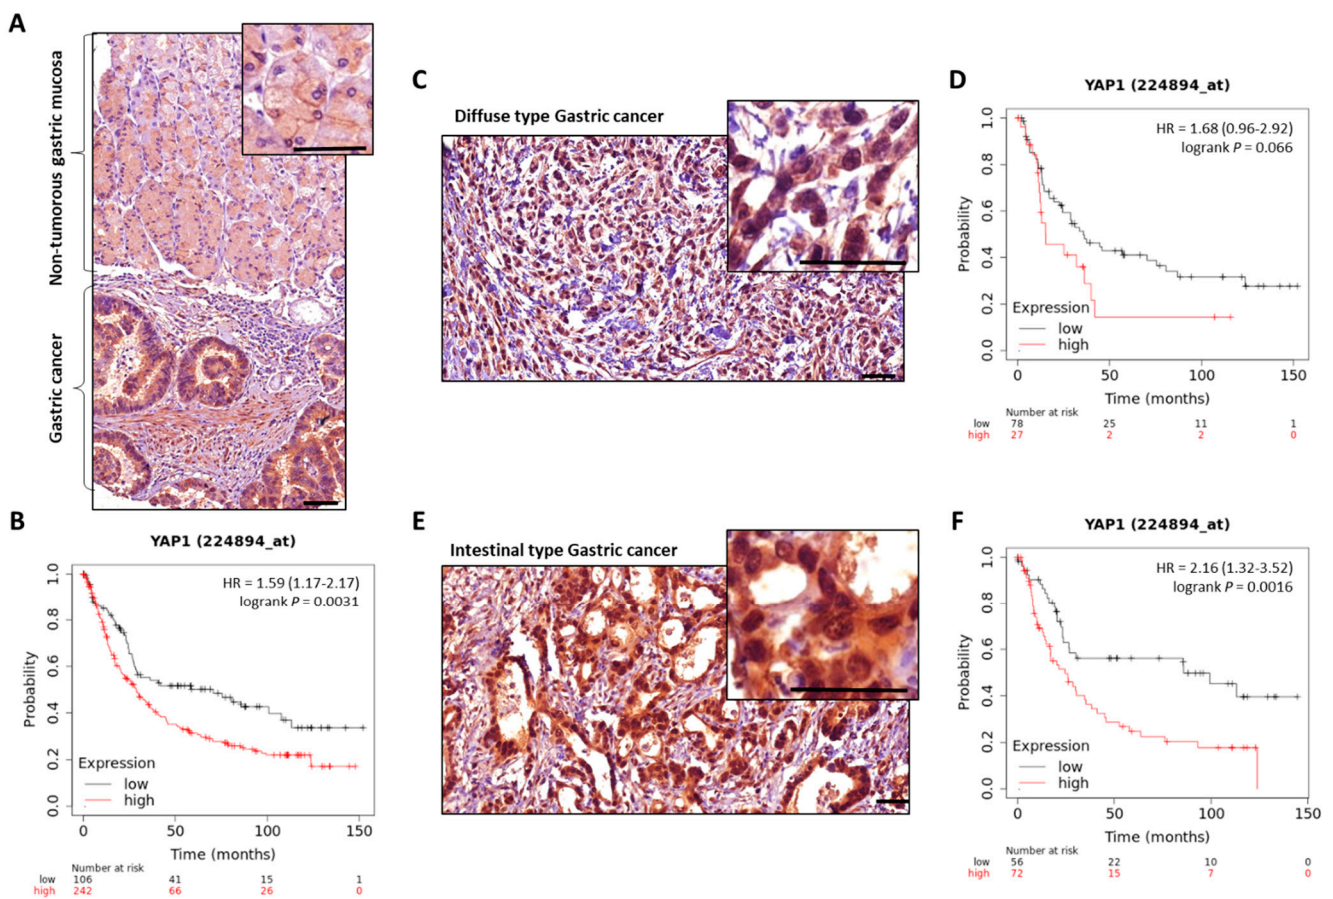 A
Non-tumorous gastric mucosa
Gastric cancer
B
YAP1 (224894_at)
HR = 1.59 (1.17-2.17)
logrank P = 0.0031
Probability
1.0
0.8
0.6
0.4
0.2
0.0
Expression
low
high
0 50 100 150
Time (months)
Number at risk
low 106 41 15 1
high 242 66 26 0
C
Diffuse type Gastric cancer
D
YAP1 (224894_at)
HR = 1.68 (0.96-2.92)
logrank P = 0.066
Probability
1.0
0.8
0.6
0.4
0.2
0.0
Expression
low
high
0 50 100 150
Time (months)
Number at risk
low 78 25 11 1
high 27 2 2 0
E
Intestinal type Gastric cancer
F
YAP1 (224894_at)
HR = 2.16 (1.32-3.52)
logrank P = 0.0016
Probability
1.0
0.8
0.6
0.4
0.2
0.0
Expression
low
high
0 50 100 150
Time (months)
Number at risk
low 56 22 10 0
high 72 15 7 0